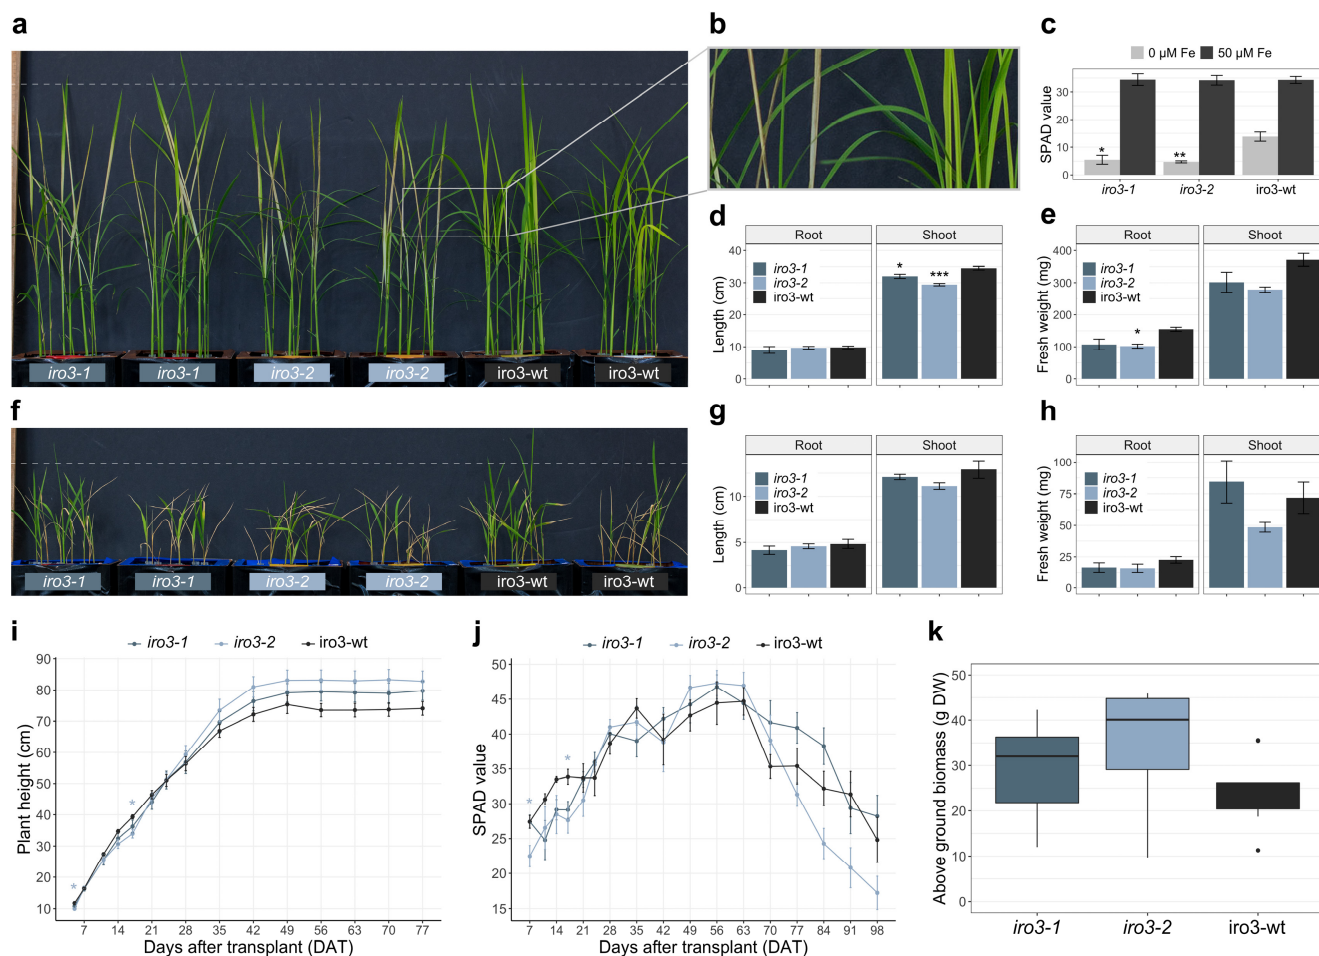 a
iro3-1
iro3-1
iro3-2
iro3-2
iro3-wt
iro3-wt
b
c
0 µM Fe
50 µM Fe
SPAD value
30
20
10
0
*
**
iro3-1
iro3-2
iro3-wt
d
Root
Shoot
Length (cm)
40
30
20
10
0
iro3-1
iro3-2
iro3-wt
*
***
e
Root
Shoot
Fresh weight (mg)
400
300
200
100
0
iro3-1
iro3-2
iro3-wt
*
f
iro3-1
iro3-1
iro3-2
iro3-2
iro3-wt
iro3-wt
g
Root
Shoot
Length (cm)
10
5
0
iro3-1
iro3-2
iro3-wt
h
Root
Shoot
Fresh weight (mg)
100
75
50
25
0
iro3-1
iro3-2
iro3-wt
i
iro3-1
iro3-2
iro3-wt
Plant height (cm)
90
80
70
60
50
40
30
20
10
*
*
7 14 21 28 35 42 49 56 63 70 77
Days after transplant (DAT)
j
iro3-1
iro3-2
iro3-wt
SPAD value
50
45
40
35
30
25
20
15
*
*
7 14 21 28 35 42 49 56 63 70 77 84 91 98
Days after transplant (DAT)
k
Above ground biomass (g DW)
50
40
30
20
10
0
iro3-1
iro3-2
iro3-wt